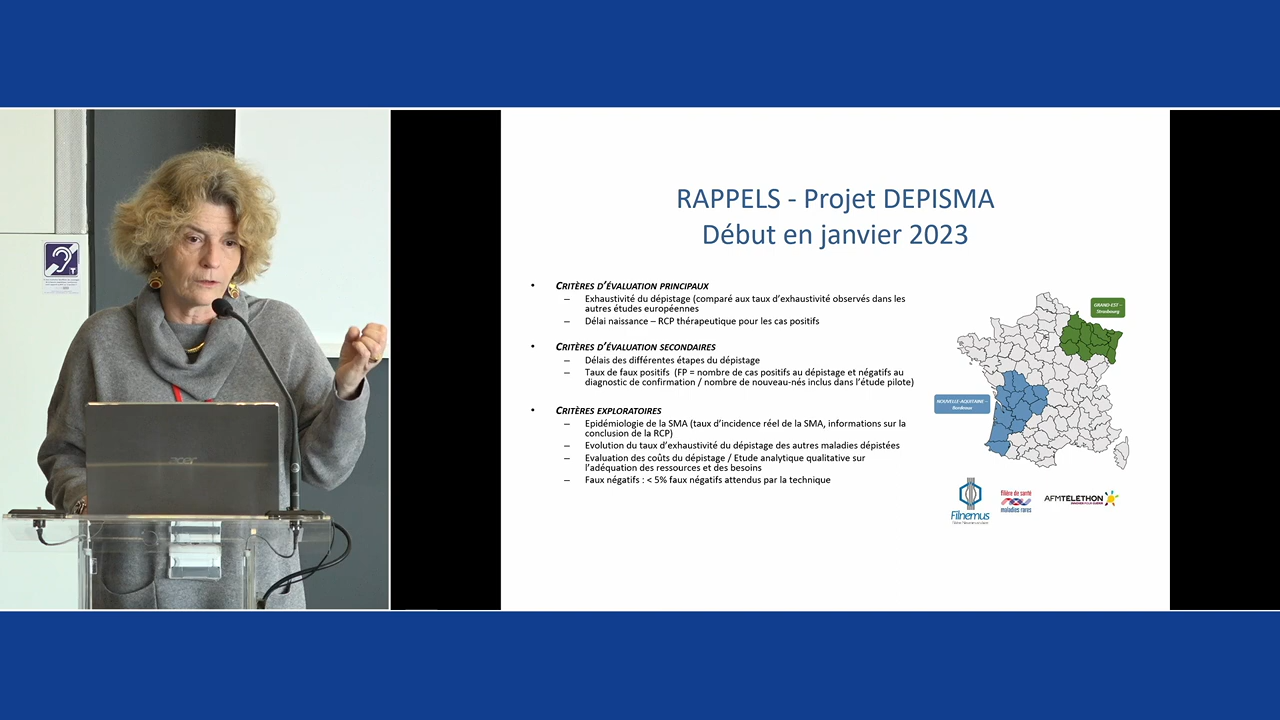 RAPPELS - Projet DEPISMA
Début en janvier 2023
• CRITÈRES D'ÉVALUATION PRINCIPAUX
– Exhaustivité du dépistage (comparé aux taux d'exhaustivité observés dans les
autres études européennes
– Délai naissance – RCP thérapeutique pour les cas positifs
• CRITÈRES D'ÉVALUATION SECONDAIRES
– Délais des différentes étapes du dépistage
– Taux de faux positifs (FP = nombre de cas positifs au dépistage et négatifs au
diagnostic de confirmation / nombre de nouveau-nés inclus dans l'étude pilote)
• CRITÈRES EXPLORATOIRES
– Epidémiologie de la SMA (taux d'incidence réel de la SMA, informations sur la
conclusion de la RCP)
– Evolution du taux d'exhaustivité du dépistage des autres maladies dépistées
– Evaluation des coûts du dépistage / Etude analytique qualitative sur
l'adéquation des ressources et des besoins
– Faux négatifs : < 5% faux négatifs attendus par la technique
GRAND-EST –
Strasbourg
NOUVELLE-AQUITAINE –
Bordeaux
Filnemus
filière de santé
maladies rares
AFMTELETHON
acer
T